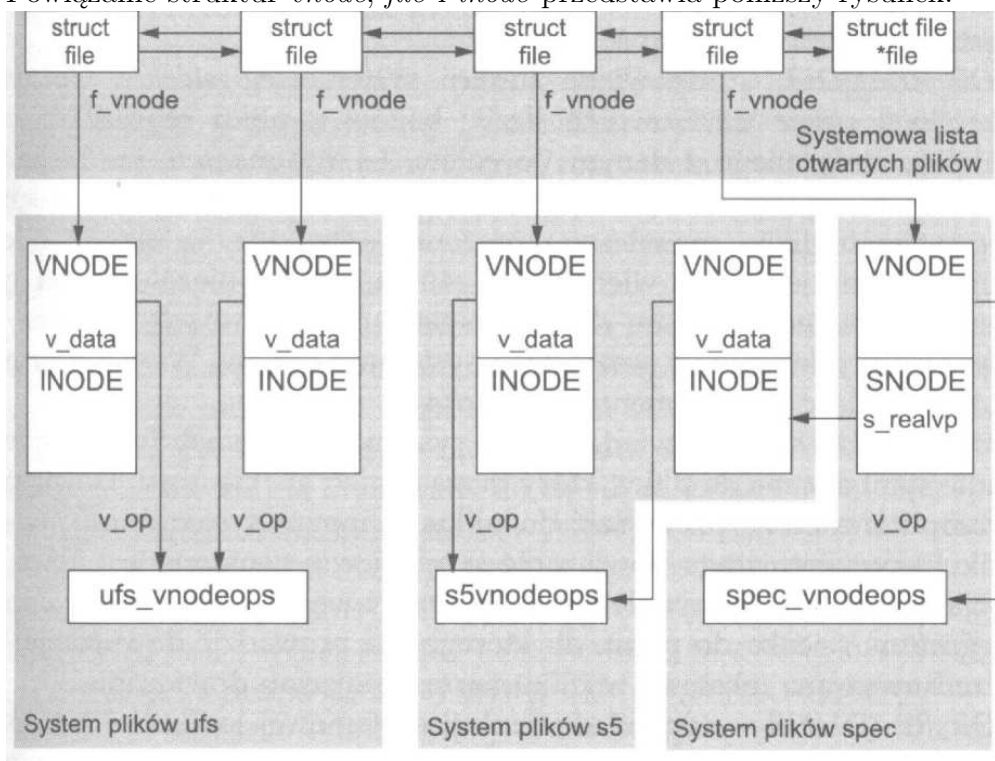 Powiązanie struktur vnode, file i inode przedstawia poniższy rysunek.
struct file
struct file
struct file
struct file
struct file *file
f_vnode
f_vnode
f_vnode
f_vnode
Systemowa lista
otwartych plików
VNODE
VNODE
VNODE
VNODE
VNODE
v_data
v_data
v_data
v_data
INODE
INODE
INODE
INODE
SNODE
s_realvp
v_op
v_op
v_op
v_op
ufs_vnodeops
s5vnodeops
spec_vnodeops
System plików ufs
System plików s5
System plików spec